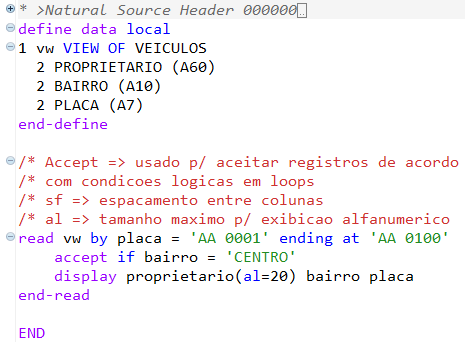 * >Natural Source Header 000000..
define data local
1 vw VIEW OF VEICULOS
  2 PROPRIETARIO (A60)
  2 BAIRRO (A10)
  2 PLACA (A7)
end-define

/* Accept => usado p/ aceitar registros de acordo
/* com condicoes logicas em loops
/* sf => espacamento entre colunas
/* al => tamanho maximo p/ exibicao alfanumerico
read vw by placa = 'AA 0001' ending at 'AA 0100'
    accept if bairro = 'CENTRO'
    display proprietario(al=20) bairro placa
end-read

END